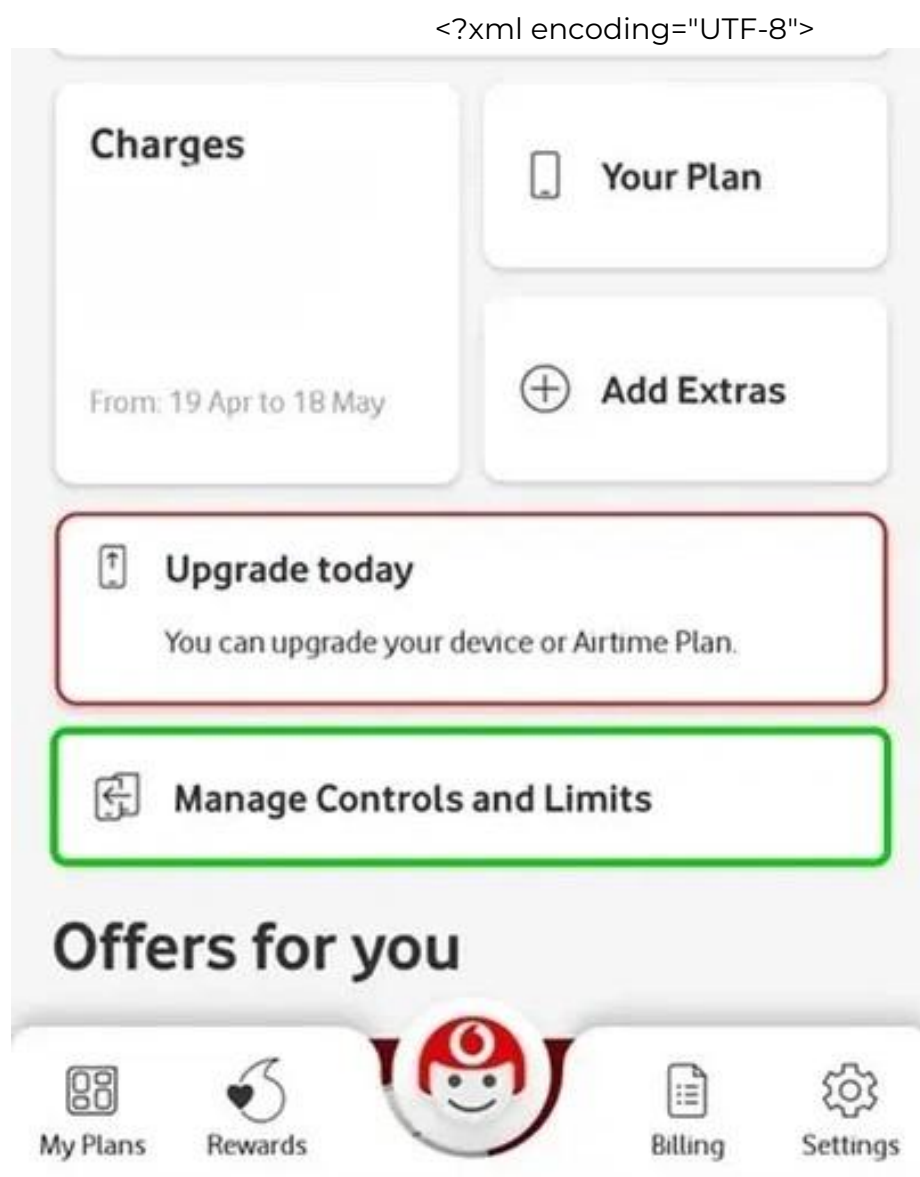 <?xml encoding="UTF-8">
Charges
Your Plan
From: 19 Apr to 18 May
Add Extras
Upgrade today
You can upgrade your device or Airtime Plan.
Manage Controls and Limits
Offers for you
My Plans
Rewards
Billing
Settings